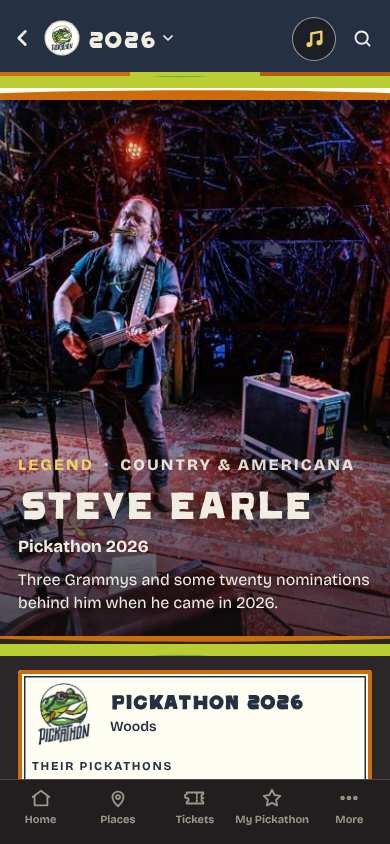 2026
LEGEND · COUNTRY & AMERICANA
STEVE EARLE
Pickathon 2026
Three Grammys and some twenty nominations
behind him when he came in 2026.
PICKATHON
PICKATHON 2026
Woods
THEIR PICKATHONS
Home
Places
Tickets
My Pickathon
More